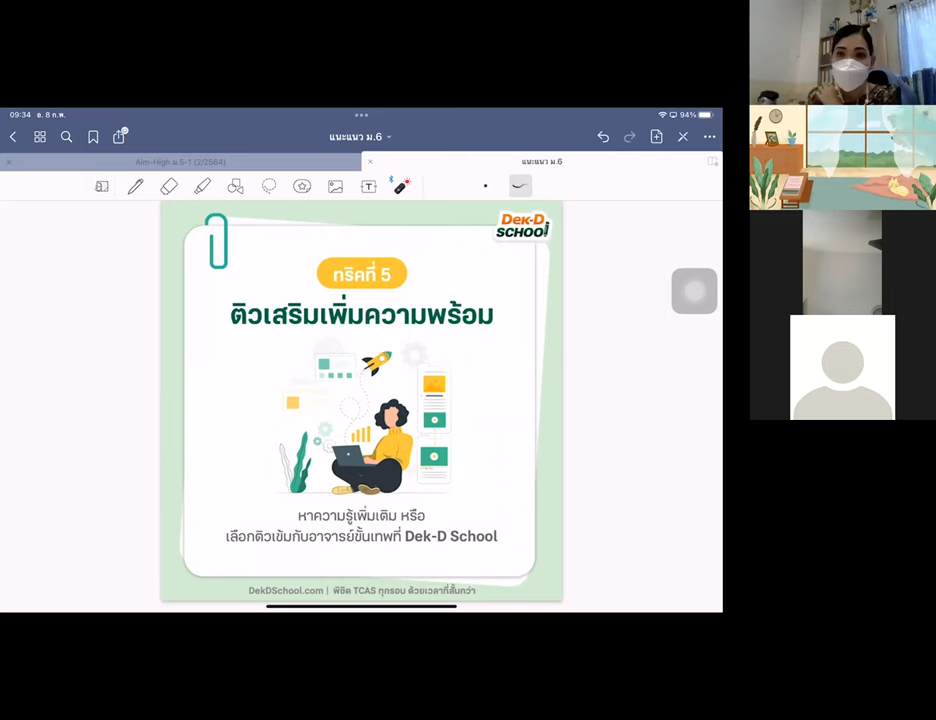 09:34 อ. 8 ก.พ.
94%
แนะแนว ม.6
Aim-High ม.5-1 (2/2564)
แนะแนว ม.6
T
DEK-D
SCHOOL
ทริคที่ 5
ติวเสริมเพิ่มความพร้อม
หาความรู้เพิ่มเติม หรือ
เลือกติวเข้มกับอาจารย์ขั้นเทพที่ Dek-D School
DekDSchool.com | พิชิต TCAS ทุกรอบ ด้วยเวลาที่สั้นกว่า